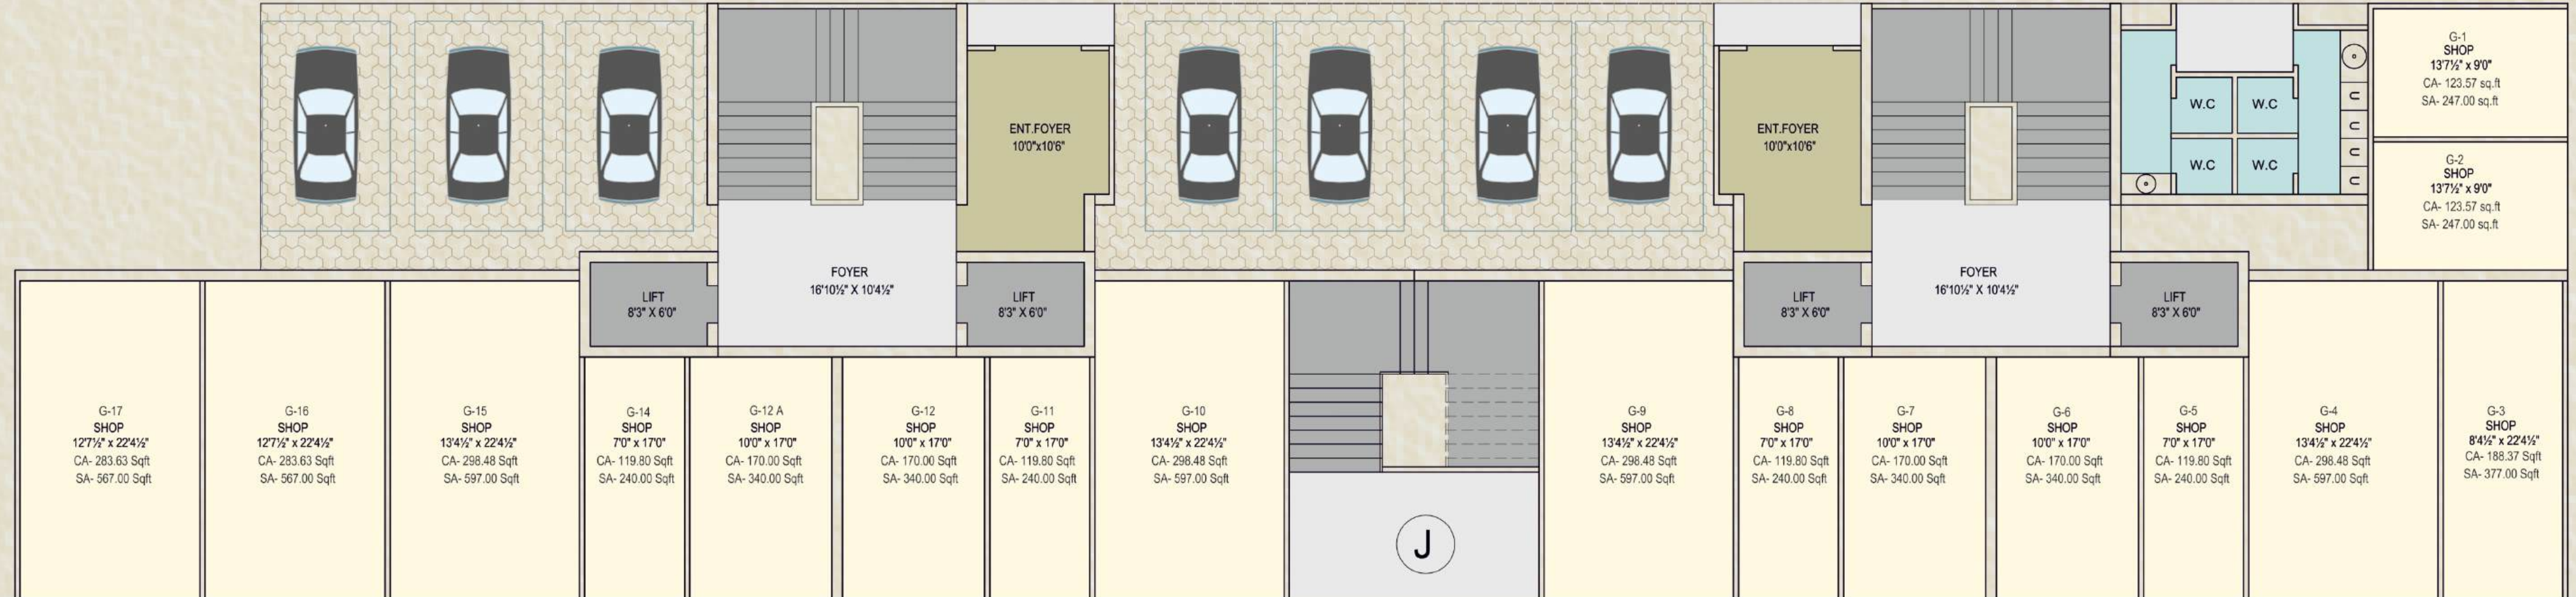 G-1
SHOP
13'7½" x 9'0"
CA- 123.57 sq.ft
SA- 247.00 sq.ft
W.C
W.C
W.C
W.C
ENT.FOYER
10'0"x10'6"
ENT.FOYER
10'0"x10'6"
G-2
SHOP
13'7½" x 9'0"
CA- 123.57 sq.ft
SA- 247.00 sq.ft
LIFT
8'3" X 6'0"
FOYER
16'10½" X 10'4½"
LIFT
8'3" X 6'0"
LIFT
8'3" X 6'0"
FOYER
16'10½" X 10'4½"
LIFT
8'3" X 6'0"
G-17
SHOP
12'7½" x 22'4½"
CA- 283.63 Sqft
SA- 567.00 Sqft
G-16
SHOP
12'7½" x 22'4½"
CA- 283.63 Sqft
SA- 567.00 Sqft
G-15
SHOP
13'4½" x 22'4½"
CA- 298.48 Sqft
SA- 597.00 Sqft
G-14
SHOP
7'0" x 17'0"
CA- 119.80 Sqft
SA- 240.00 Sqft
G-12 A
SHOP
10'0" x 17'0"
CA- 170.00 Sqft
SA- 340.00 Sqft
G-12
SHOP
10'0" x 17'0"
CA- 170.00 Sqft
SA- 340.00 Sqft
G-11
SHOP
7'0" x 17'0"
CA- 119.80 Sqft
SA- 240.00 Sqft
G-10
SHOP
13'4½" x 22'4½"
CA- 298.48 Sqft
SA- 597.00 Sqft
J
G-9
SHOP
13'4½" x 22'4½"
CA- 298.48 Sqft
SA- 597.00 Sqft
G-8
SHOP
7'0" x 17'0"
CA- 119.80 Sqft
SA- 240.00 Sqft
G-7
SHOP
10'0" x 17'0"
CA- 170.00 Sqft
SA- 340.00 Sqft
G-6
SHOP
10'0" x 17'0"
CA- 170.00 Sqft
SA- 340.00 Sqft
G-5
SHOP
7'0" x 17'0"
CA- 119.80 Sqft
SA- 240.00 Sqft
G-4
SHOP
13'4½" x 22'4½"
CA- 298.48 Sqft
SA- 597.00 Sqft
G-3
SHOP
8'4½" x 22'4½"
CA- 188.37 Sqft
SA- 377.00 Sqft